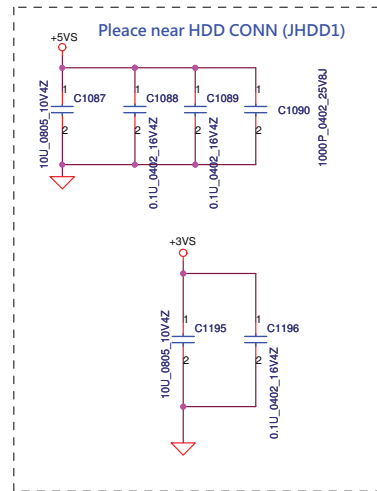 Pleace near HDD CONN (JHDD1)
+5VS
1
1
1
1
C1087
C1088
C1089
C1090
2
2
2
2
10U_0805_10V4Z
0.1U_0402_16V4Z
0.1U_0402_16V4Z
1000P_0402_25V8J
+3VS
1
1
C1195
C1196
2
2
10U_0805_10V4Z
0.1U_0402_16V4Z